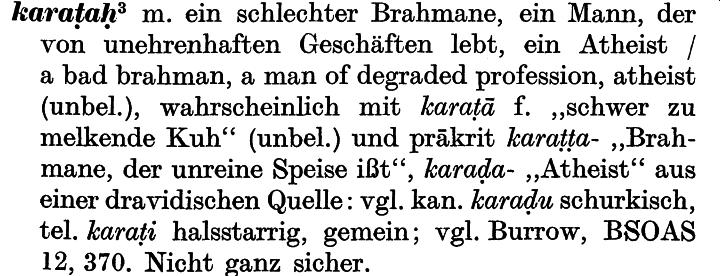 karaṭaḥ³ m. ein schlechter Brahmane, ein Mann, der
von unehrenhaften Geschäften lebt, ein Atheist /
a bad brahman, a man of degraded profession, atheist
(unbel.), wahrscheinlich mit karaṭā f. „schwer zu
melkende Kuh“ (unbel.) und prākrit karaṭṭa- „Brah-
mane, der unreine Speise ißt“, karaḍa- „Atheist“ aus
einer dravidischen Quelle: vgl. kan. karaḍu schurkisch,
tel. karaṭi halsstarrig, gemein; vgl. Burrow, BSOAS
12, 370. Nicht ganz sicher.